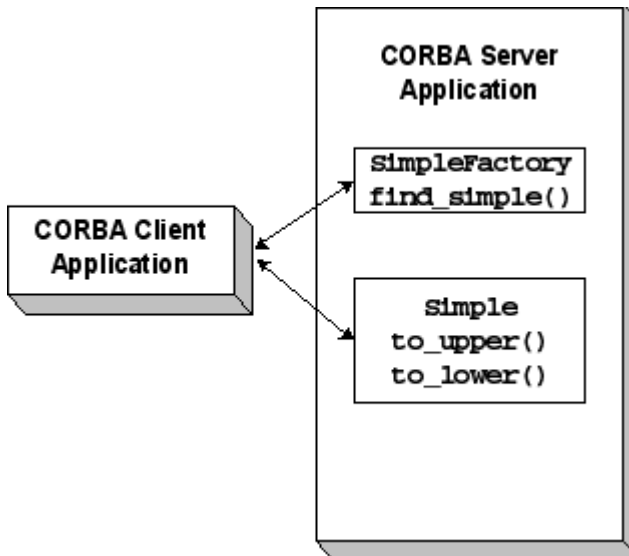 CORBA Server
Application
SimpleFactory
find_simple()
CORBA Client
Application
Simple
to_upper()
to_lower()